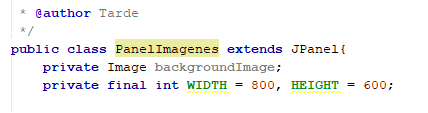 * @author Tarde
*/
public class PanelImagenes extends JPanel{
private Image backgroundImage;
private final int WIDTH = 800, HEIGHT = 600;